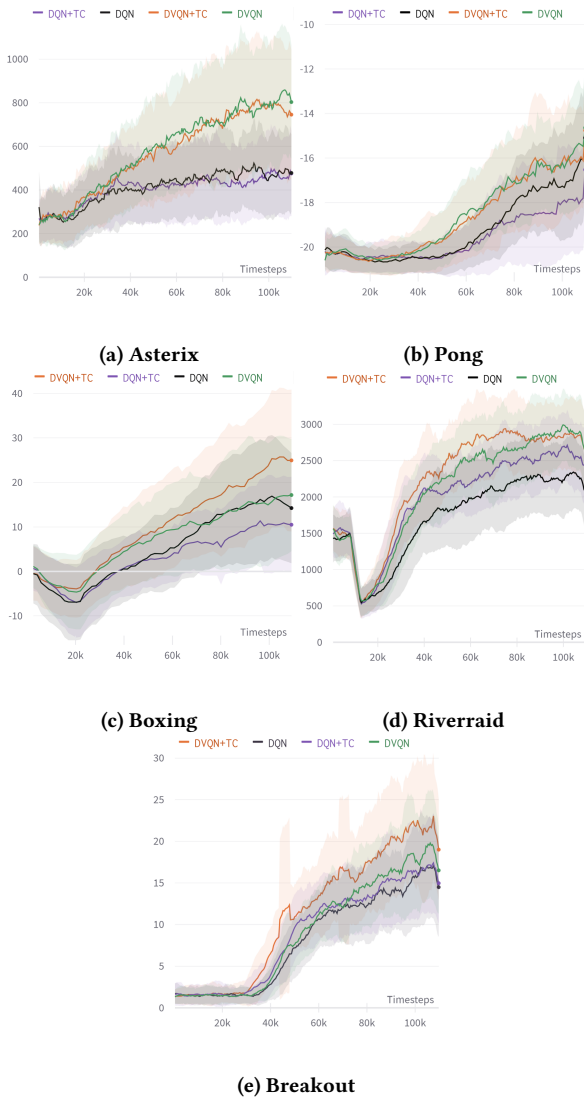 DQN+TC DQN DVQN+TC DVQN
1000
800
600
400
200
0
Timesteps
20k 40k 60k 80k 100k
(a) Asterix
DQN+TC DQN DVQN+TC DVQN
-10
-12
-14
-16
-18
-20
Timesteps
20k 40k 60k 80k 100k
(b) Pong
DVQN+TC DQN+TC DQN DVQN
40
30
20
10
0
-10
Timesteps
20k 40k 60k 80k 100k
(c) Boxing
DVQN+TC DQN+TC DQN DVQN
3000
2500
2000
1500
1000
500
0
Timesteps
20k 40k 60k 80k 100k
(d) Riverraid
DVQN+TC DQN DQN+TC DVQN
30
25
20
15
10
5
0
Timesteps
20k 40k 60k 80k 100k
(e) Breakout